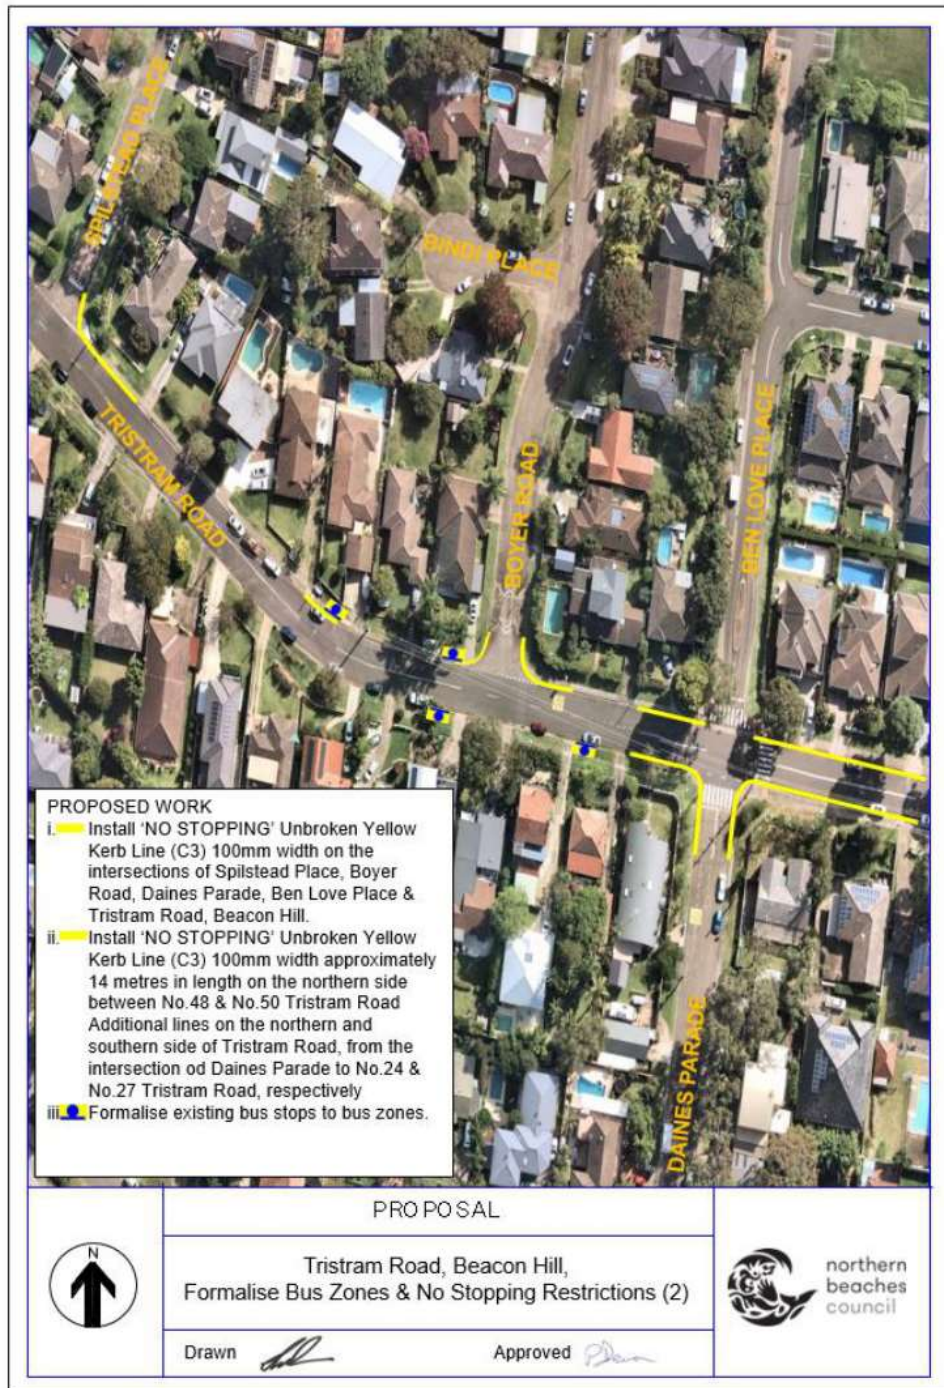 SPILSTEAD PLACE
BINDI PLACE
TRISTRAM ROAD
BOYER ROAD
BEN LOVE PLACE
DAINES PARADE
PROPOSED WORK
i. Install ‘NO STOPPING’ Unbroken Yellow
Kerb Line (C3) 100mm width on the
intersections of Spilstead Place, Boyer
Road, Daines Parade, Ben Love Place &
Tristram Road, Beacon Hill.
ii. Install ‘NO STOPPING’ Unbroken Yellow
Kerb Line (C3) 100mm width approximately
14 metres in length on the northern side
between No.48 & No.50 Tristram Road
Additional lines on the northern and
southern side of Tristram Road, from the
intersection od Daines Parade to No.24 &
No.27 Tristram Road, respectively
iii. Formalise existing bus stops to bus zones.
N
PROPOSAL
Tristram Road, Beacon Hill,
Formalise Bus Zones & No Stopping Restrictions (2)
Drawn
Approved
northern
beaches
council